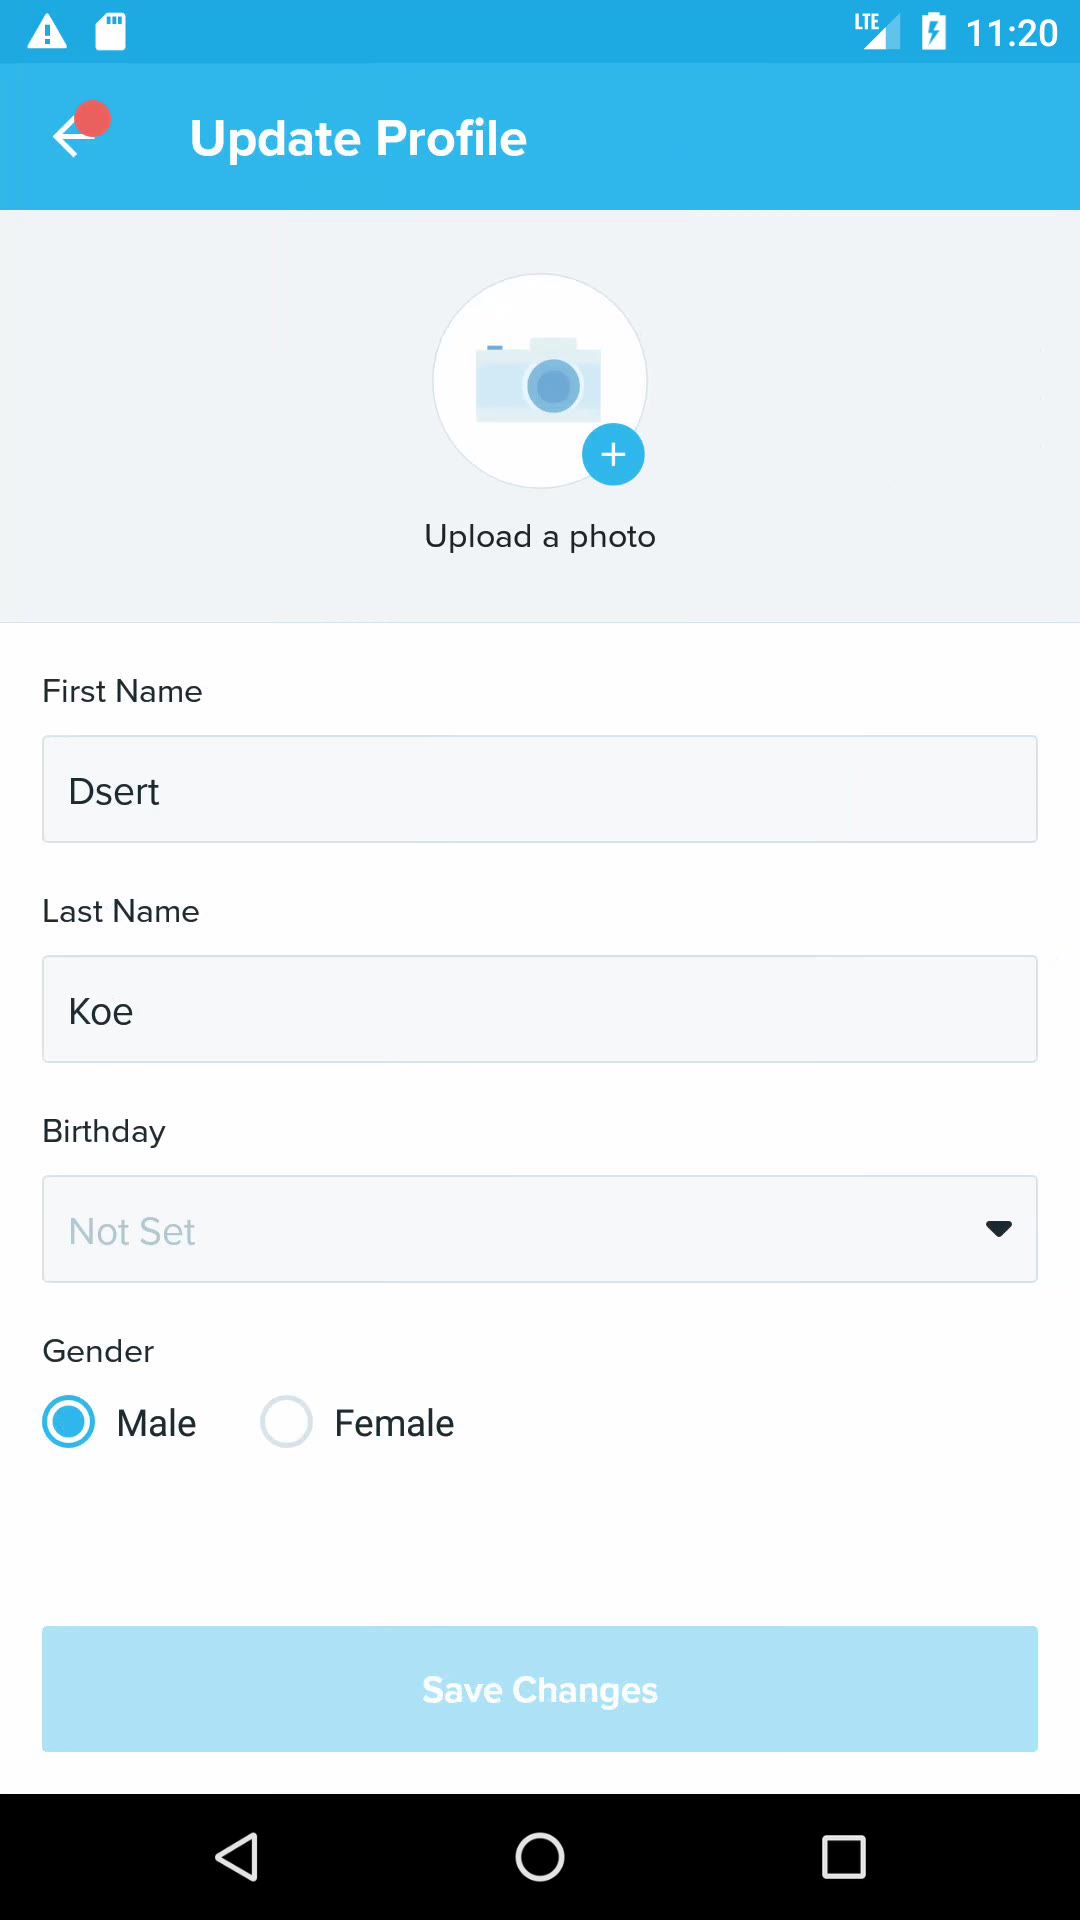 LTE 11:20
Update Profile
Upload a photo
First Name
Dsert
Last Name
Koe
Birthday
Not Set
Gender
Male Female
Save Changes